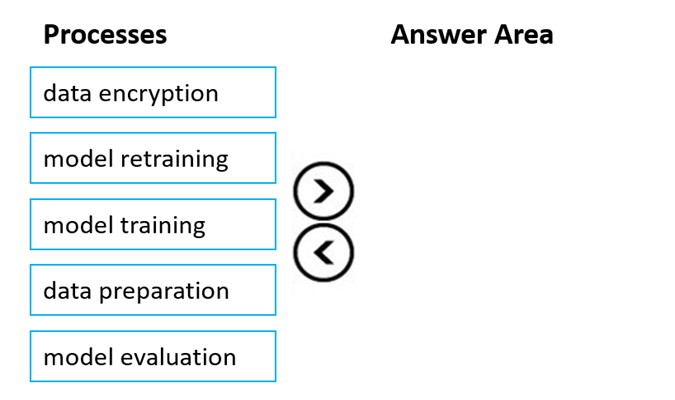 Processes
Answer Area
data encryption
model retraining
model training
data preparation
model evaluation